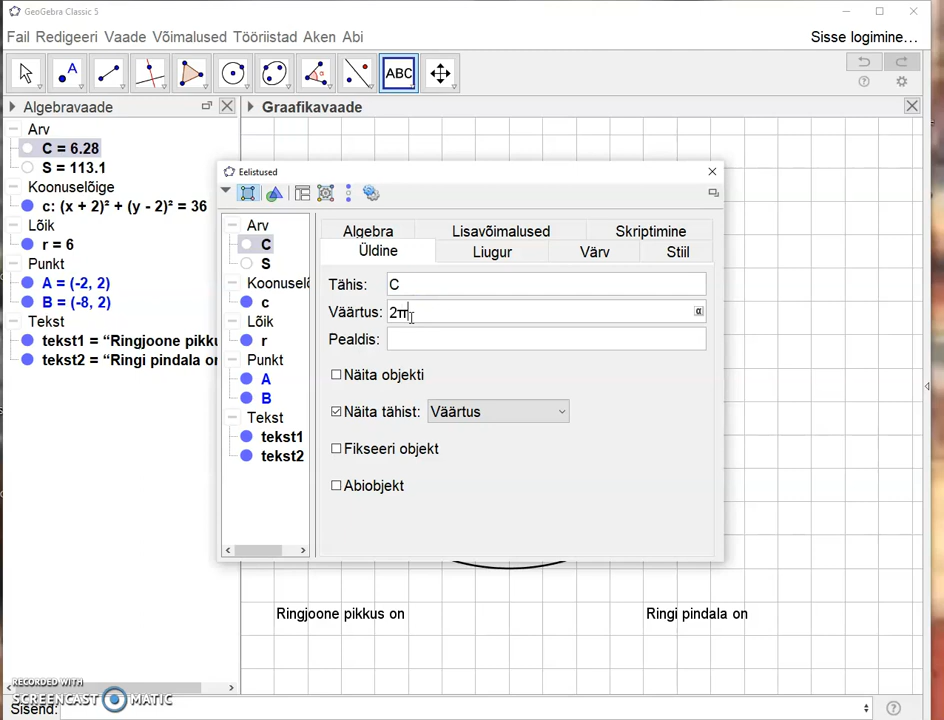 GeoGebra Classic 5
Fail Redigeeri Vaade Võimalused Tööriistad Aken Abi
Sisse logimine...
A
ABC
Algebravaade
Graafikavaade
Arv
C = 6.28
S = 113.1
Koonuselõige
c: (x + 2)² + (y - 2)² = 36
Lõik
r = 6
Punkt
A = (-2, 2)
B = (-8, 2)
Tekst
tekst1 = “Ringjoone pikku
tekst2 = “Ringi pindala on
Eelistused
Arv
C
S
Koonuselõ
c
Lõik
r
Punkt
A
B
Tekst
tekst1
tekst2
Algebra
Lisavõimalused
Skriptimine
Üldine
Liugur
Värv
Stiil
Tähis: C
Väärtus: 2π
α
Pealdis:
Näita objekti
Näita tähist: Väärtus
Fikseeri objekt
Abiobjekt
Ringjoone pikkus on
Ringi pindala on
RECORDED WITH
SCREENCAST MATIC
Sisend: